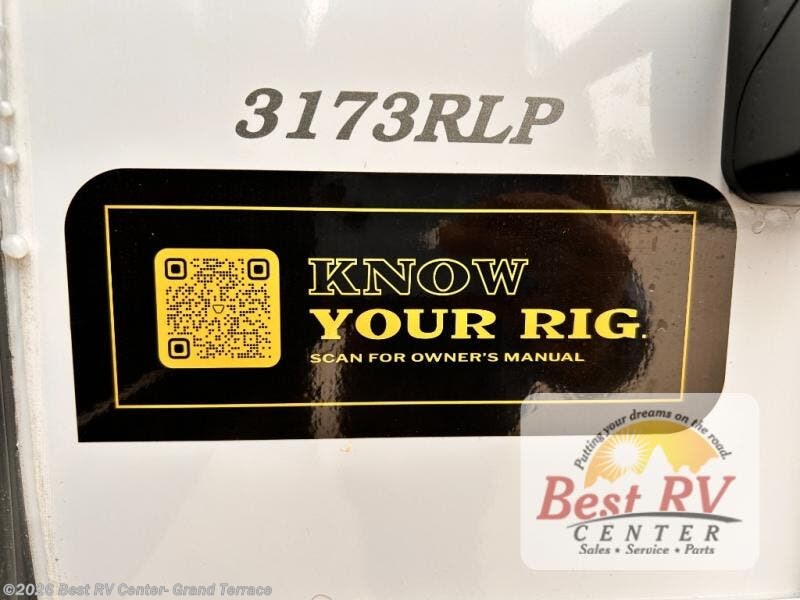 3173RLP
KNOW
YOUR RIG.
SCAN FOR OWNER'S MANUAL
Putting your dreams on the road.
Best RV
CENTER
Sales • Service • Parts
©2026 Best RV Center- Grand Terrace